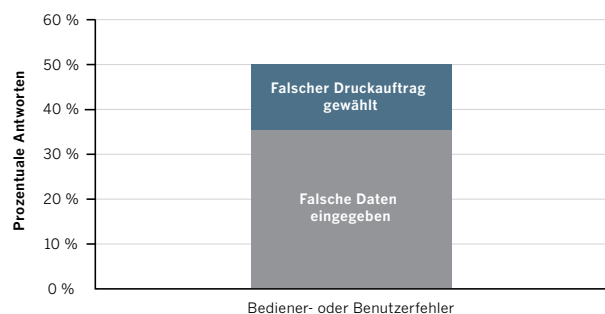 60 %
50 %
40 %
30 %
20 %
10 %
0 %
Prozentuale Antworten
Falscher Druckauftrag
gewählt
Falsche Daten
eingegeben
Bediener- oder Benutzerfehler